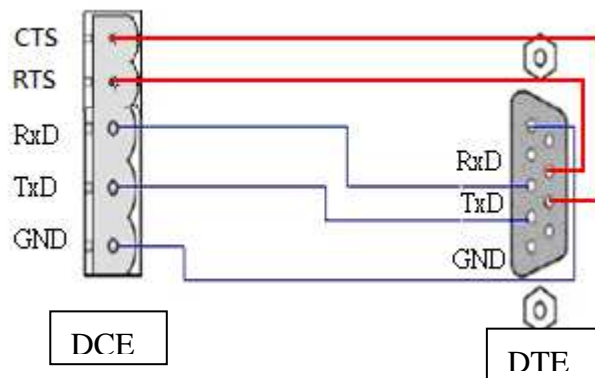 CTS
RTS
RxD
TxD
GND
RxD
TxD
GND
DCE
DTE